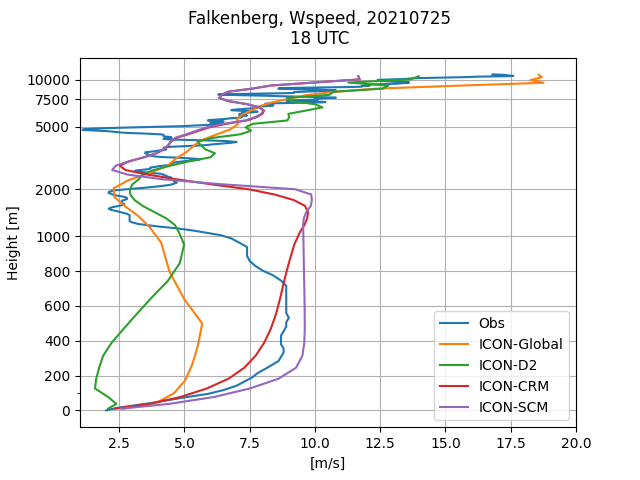 Falkenberg, Wspeed, 20210725
18 UTC
Height [m]
10000
7500
5000
2000
1000
800
600
400
200
0
Obs
ICON-Global
ICON-D2
ICON-CRM
ICON-SCM
2.5 5.0 7.5 10.0 12.5 15.0 17.5 20.0
[m/s]